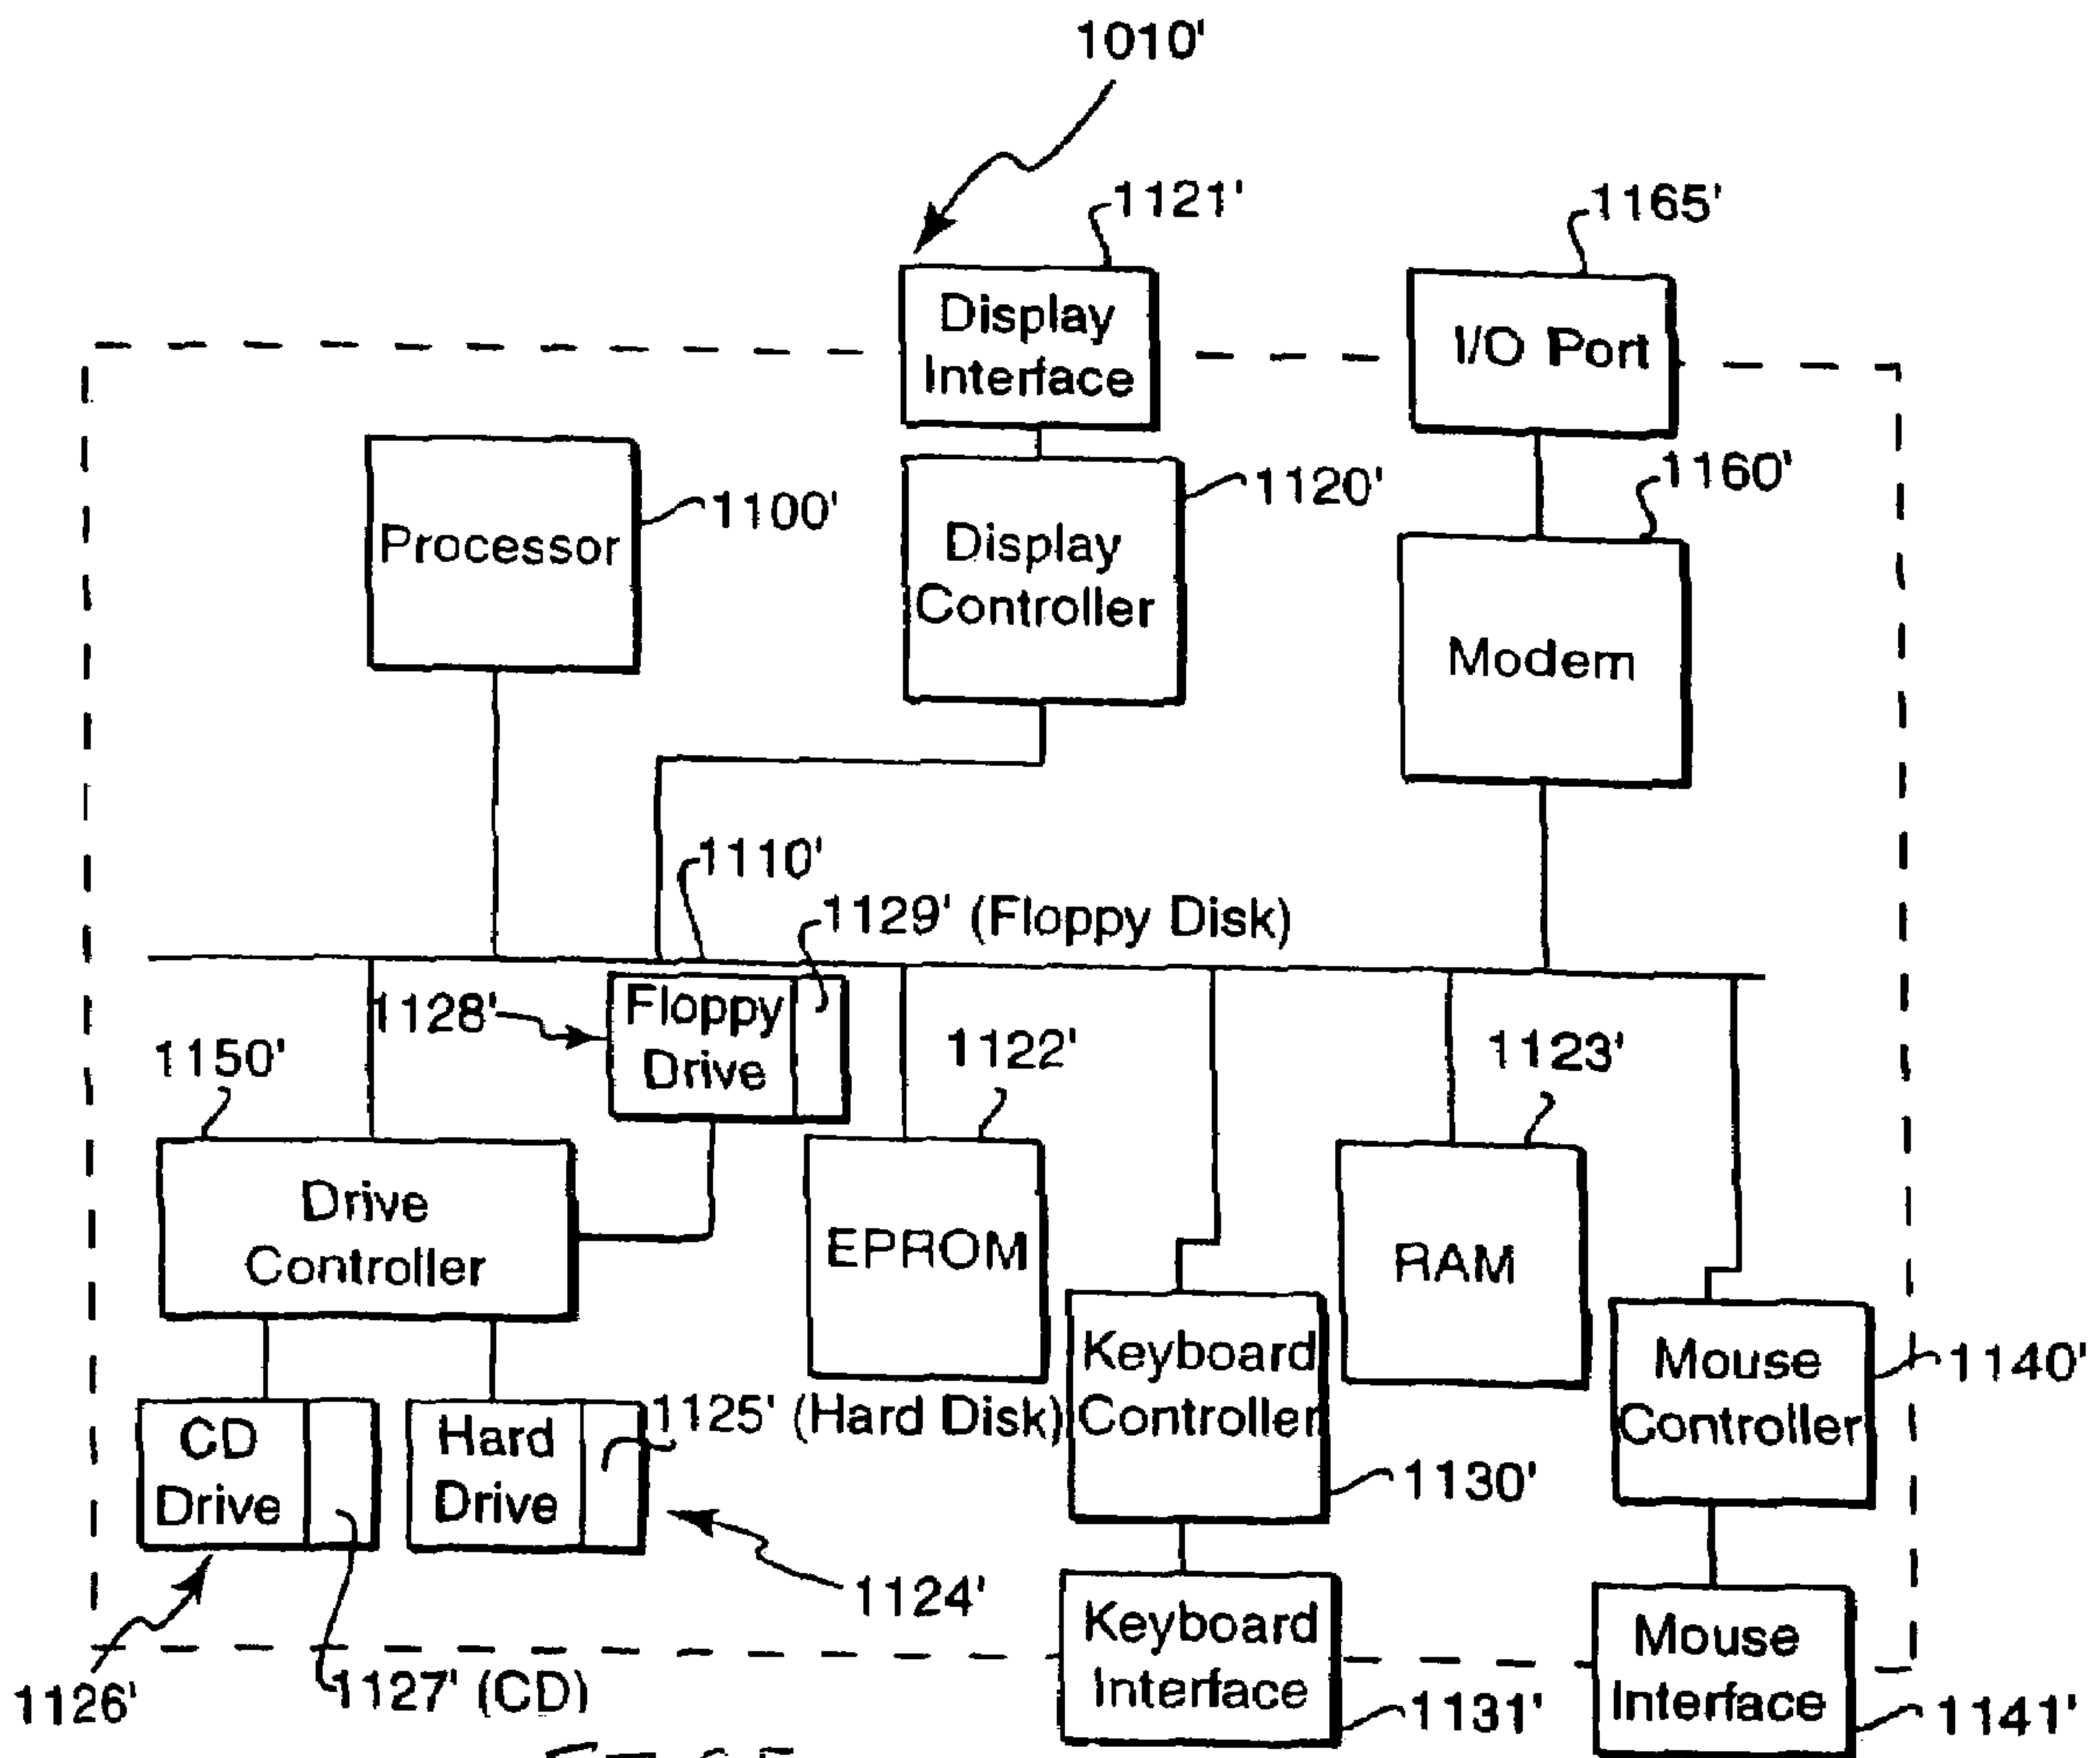 1010'
1121'
1165'
Display
Interface
I/O Port
1160'
1120'
1100'
Processor
Display
Controller
Modem
1110'
1129' (Floppy Disk)
1128'
Floppy
Drive
1150'
1122'
1123'
Drive
Controller
EPROM
RAM
Keyboard
Controller
Mouse
Controller
1140'
1125' (Hard Disk)
CD
Drive
Hard
Drive
1130'
1124'
Keyboard
Interface
Mouse
Interface
1126'
1127' (CD)
1131'
1141'